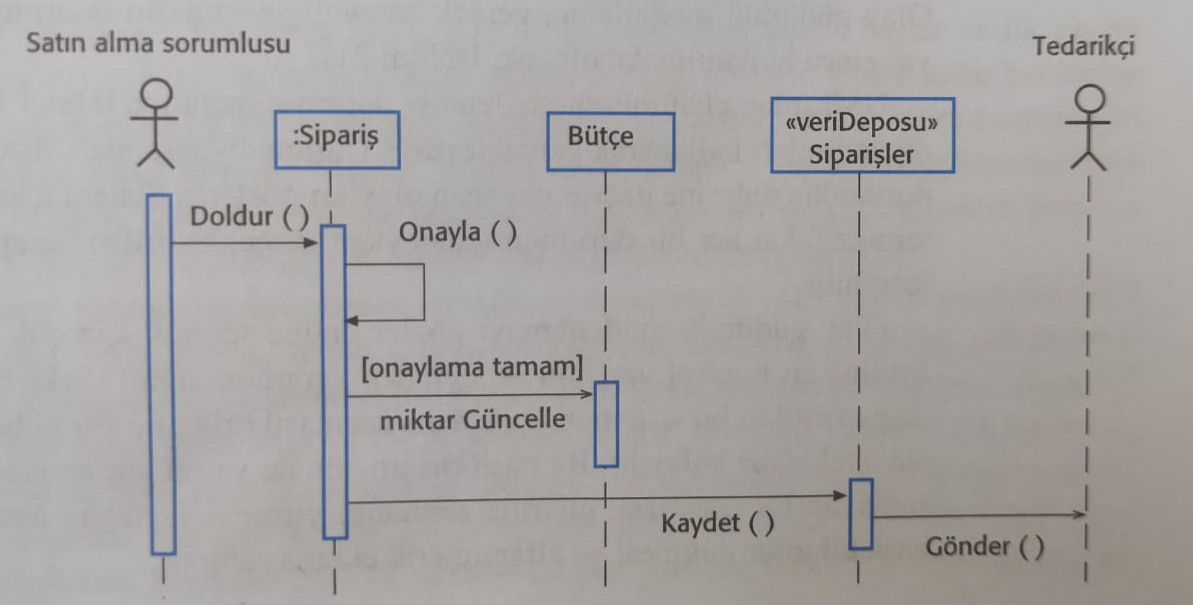 Satın alma sorumlusu
Tedarikçi
:Sipariş
Bütçe
«veriDeposu»
Siparişler
Doldur ( )
Onayla ( )
[onaylama tamam]
miktar Güncelle
Kaydet ( )
Gönder ( )